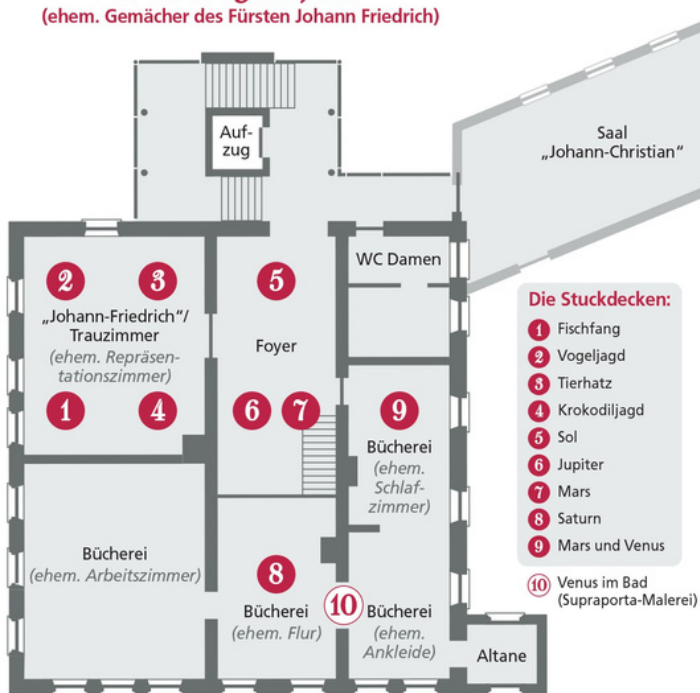 (ehem. Gemächer des Fürsten Johann Friedrich)
Auf-
zug
Saal
„Johann-Christian“
WC Damen
2
3
„Johann-Friedrich“/
Trauzimmer
(ehem. Repräsen-
tationszimmer)
1
4
5
Foyer
6
7
9
Bücherei
(ehem.
Schlaf-
zimmer)
Bücherei
(ehem. Arbeitszimmer)
8
Bücherei
(ehem. Flur)
10
Bücherei
(ehem.
Ankleide)
Altane
Die Stuckdecken:
1 Fischfang
2 Vogeljagd
3 Tierhatz
4 Krokodiljagd
5 Sol
6 Jupiter
7 Mars
8 Saturn
9 Mars und Venus
10 Venus im Bad
(Supraporta-Malerei)